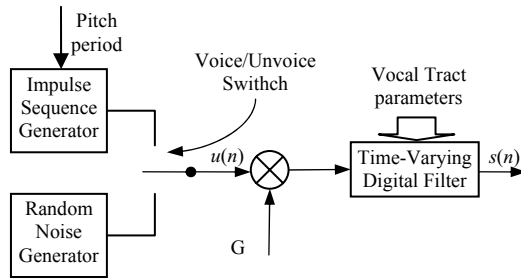 Pitch
period
Impulse
Sequence
Generator
Voice/Unvoice
Swithch
Vocal Tract
parameters
u(n)
Time-Varying
Digital Filter
s(n)
Random
Noise
Generator
G